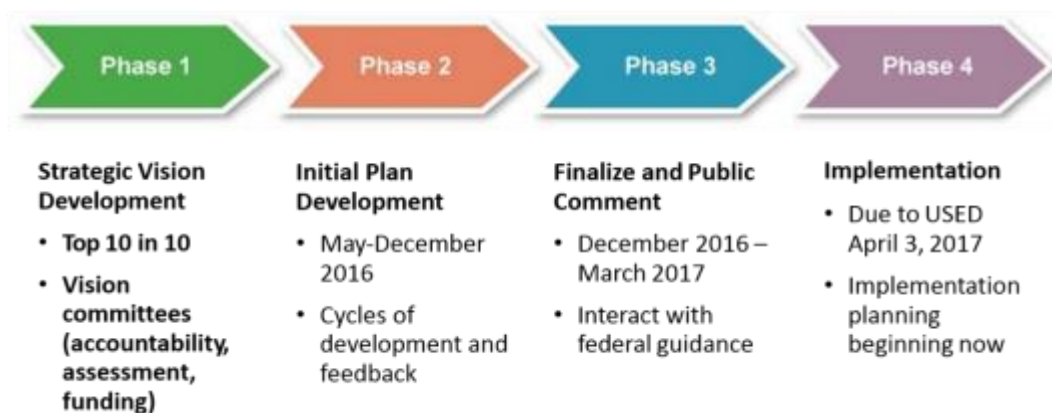 Phase 1
Phase 2
Phase 3
Phase 4
Strategic Vision
Development
• Top 10 in 10
• Vision
committees
(accountability,
assessment,
funding)
Initial Plan
Development
• May-December
2016
• Cycles of
development and
feedback
Finalize and Public
Comment
• December 2016 –
March 2017
• Interact with
federal guidance
Implementation
• Due to USED
April 3, 2017
• Implementation
planning
beginning now